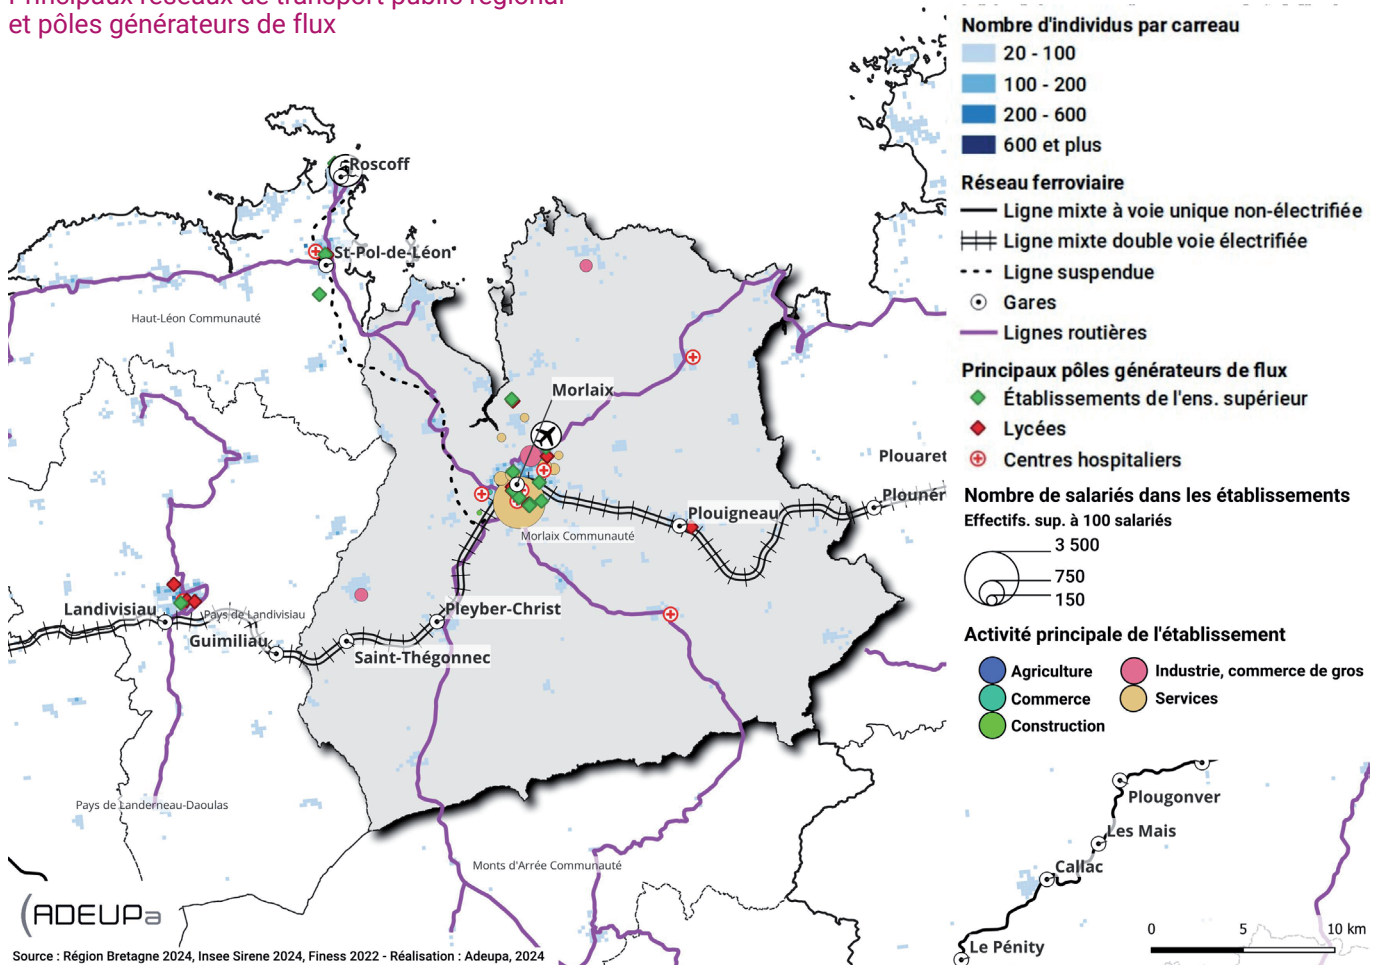 Principaux réseaux de transport public régional
et pôles générateurs de flux
Nombre d'individus par carreau
20 - 100
100 - 200
200 - 600
600 et plus
Réseau ferroviaire
Ligne mixte à voie unique non-électrifiée
Ligne mixte double voie électrifiée
Ligne suspendue
Gares
Lignes routières
Principaux pôles générateurs de flux
Établissements de l'ens. supérieur
Lycées
Centres hospitaliers
Nombre de salariés dans les établissements
Effectifs. sup. à 100 salariés
3 500
750
150
Activité principale de l'établissement
Agriculture
Industrie, commerce de gros
Commerce
Services
Construction
Roscoff
St-Pol-de-Léon
Haut-Léon Communauté
Morlaix
Plouaret
Plounér
Plouigneau
Morlaix Communauté
Landivisiau
Pays de Landivisiau
Guimiliau
Pleyber-Christ
Saint-Thégonnec
Pays de Landerneau-Daoulas
Monts d'Arrée Communauté
Plougonver
Les Mais
Callac
Le Pénity
0 5 10 km
ADEUPa
Source : Région Bretagne 2024, Insee Sirene 2024, Finess 2022 - Réalisation : Adeupa, 2024